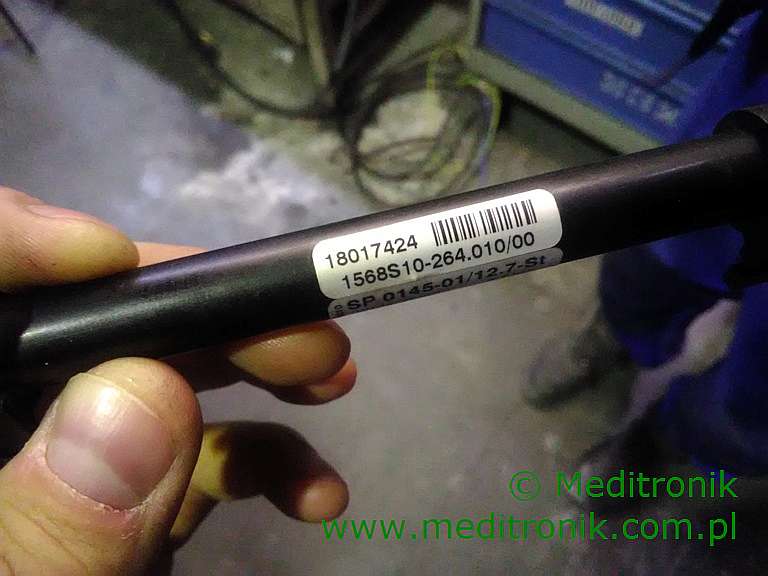 18017424
1568S10-264.010/00
SP 0145-01/12.7-St
© Meditronik
www.meditronik.com.pl